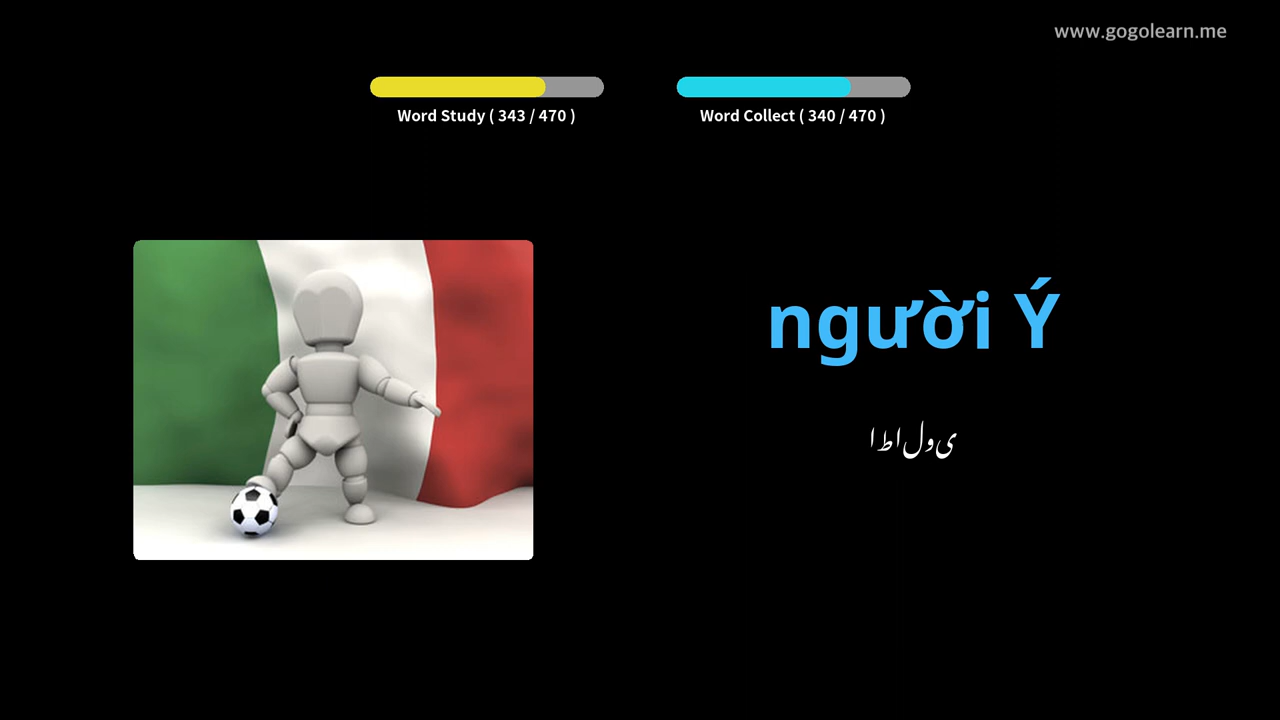 www.gogolearn.me
Word Study ( 343 / 470 )
Word Collect ( 340 / 470 )
người Ý
اطالوی